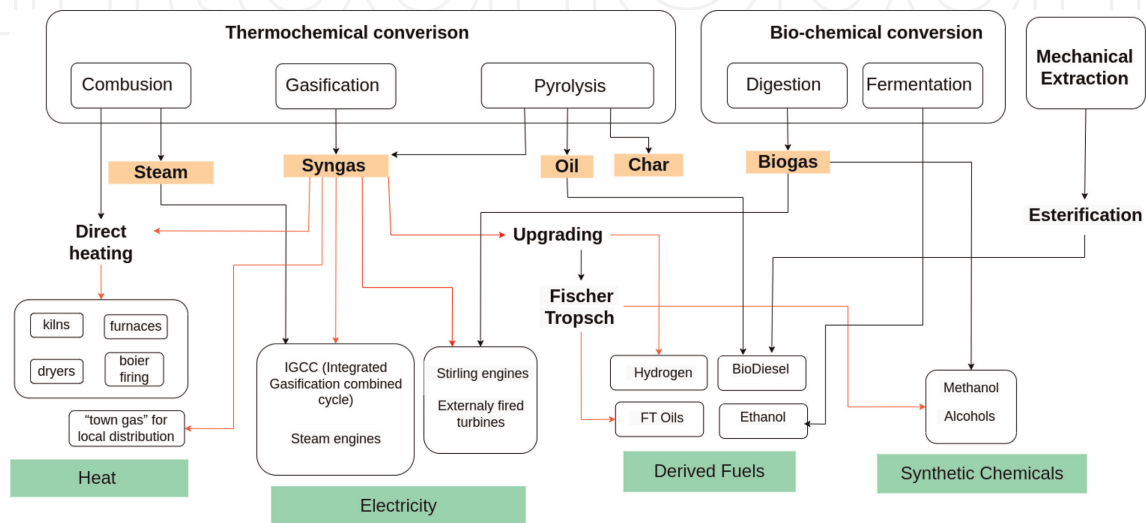 Thermochemical converison
Bio-chemical conversion
Mechanical
Extraction
Combusion
Gasification
Pyrolysis
Digestion
Fermentation
Steam
Syngas
Oil
Char
Biogas
Direct
heating
Upgrading
Esterification
Fischer
Tropsch
kilns
furnaces
dryers
boier
firing
IGCC (Integrated
Gasification combined
cycle)
Steam engines
Stirling engines
Externaly fired
turbines
Hydrogen
BioDiesel
FT Oils
Ethanol
Methanol
Alcohols
“town gas” for
local distribution
Heat
Electricity
Derived Fuels
Synthetic Chemicals